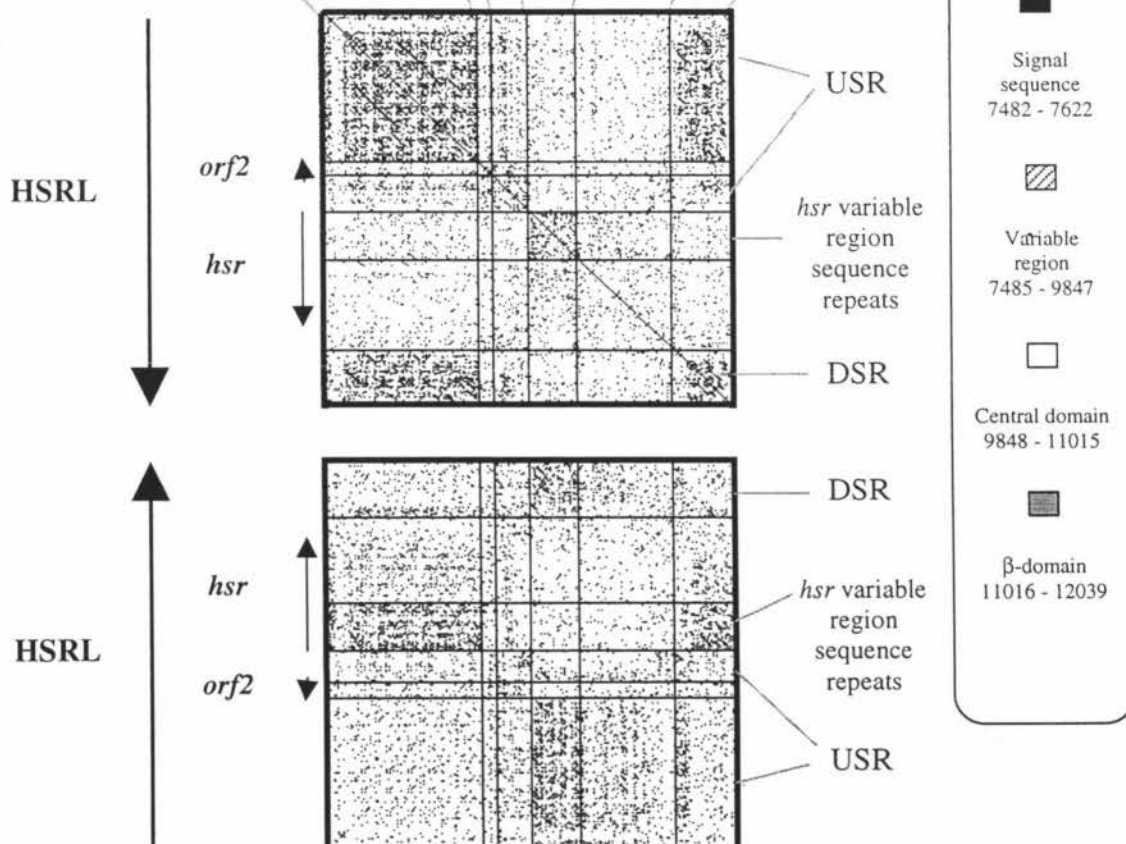 HSRL
orf2
hsr
USR
hsr variable
region
sequence
repeats
DSR
HSRL
hsr
orf2
DSR
hsr variable
region
sequence
repeats
USR
Signal
sequence
7482 - 7622
Variable
region
7485 - 9847
Central domain
9848 - 11015
β-domain
11016 - 12039